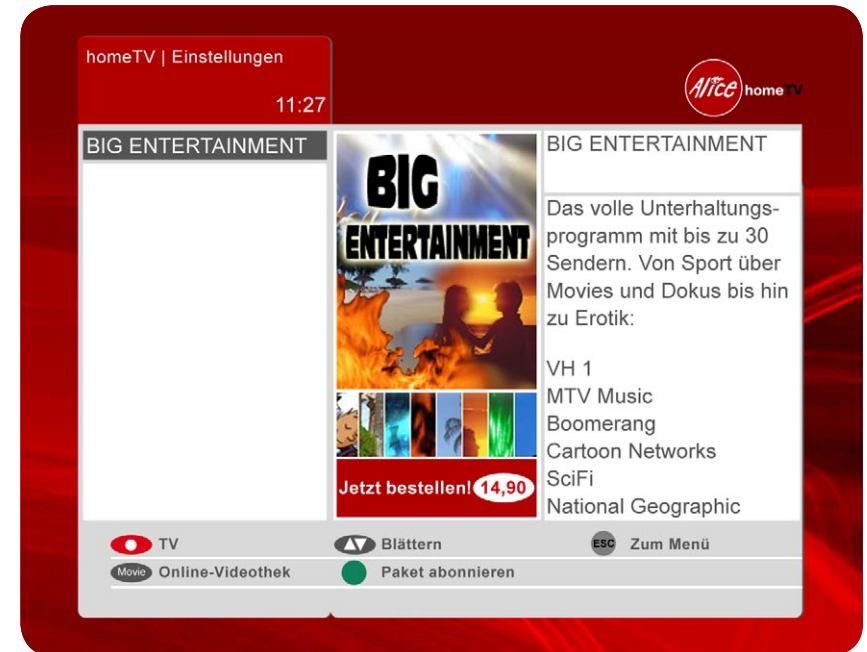 homeTV | Einstellungen
11:27
Alice homeTV
BIG ENTERTAINMENT
BIG
ENTERTAINMENT
Jetzt bestellen! 14,90
BIG ENTERTAINMENT
Das volle Unterhaltungs-
programm mit bis zu 30
Sendern. Von Sport über
Movies und Dokus bis hin
zu Erotik:
VH 1
MTV Music
Boomerang
Cartoon Networks
SciFi
National Geographic
TV
Blättern
ESC Zum Menü
Movie Online-Videothek
Paket abonnieren